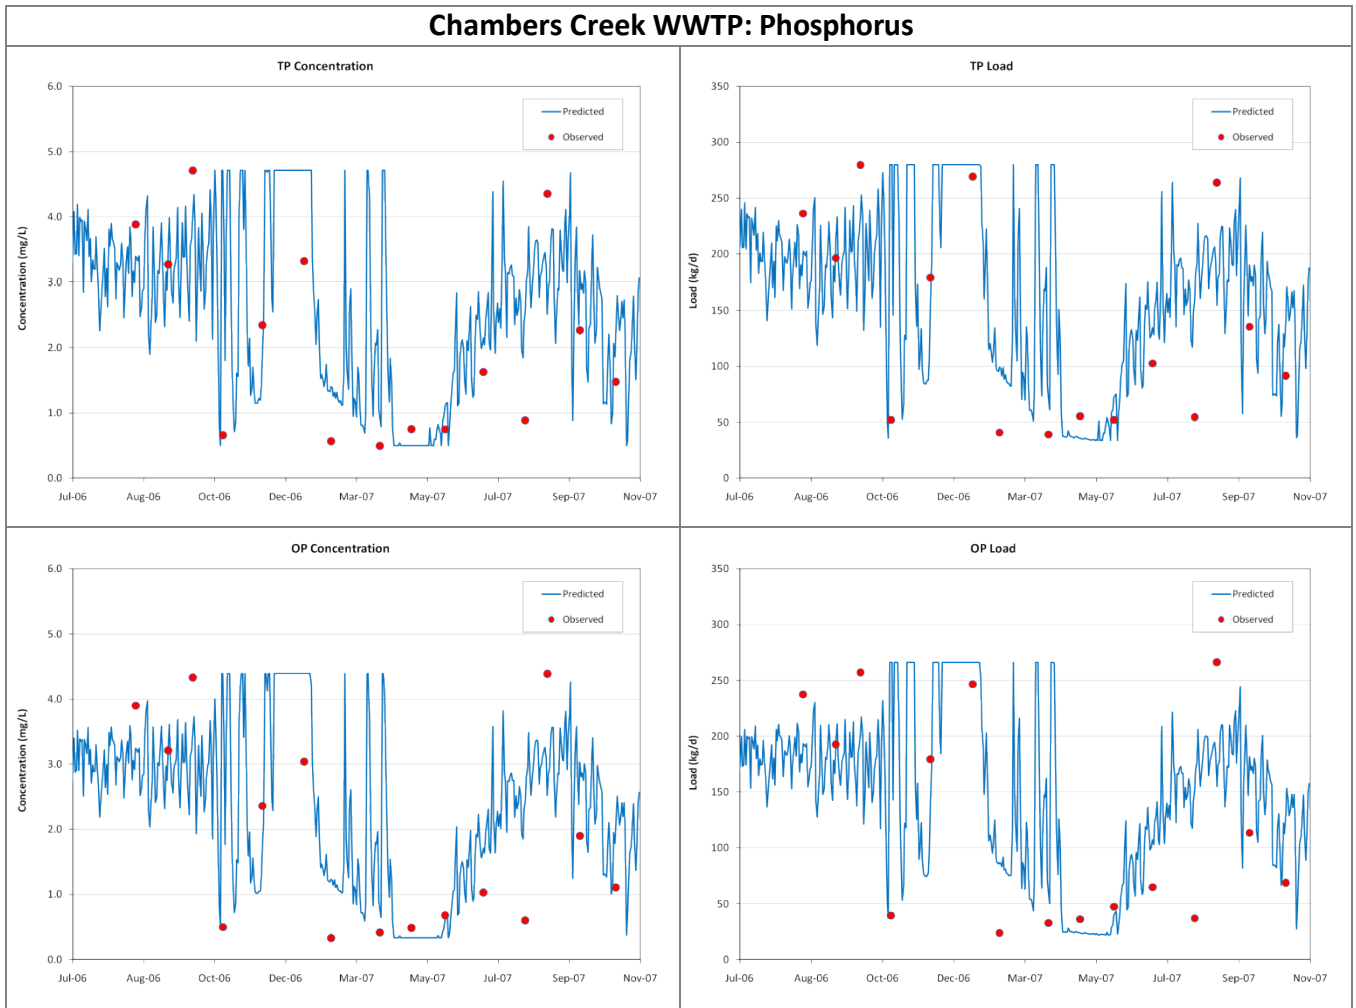 Chambers Creek WWTP: Phosphorus
TP Concentration
6.0
5.0
4.0
3.0
2.0
1.0
0.0
Concentration (mg/L)
Predicted
Observed
Jul-06 Aug-06 Oct-06 Dec-06 Mar-07 May-07 Jul-07 Sep-07 Nov-07
TP Load
350
300
250
200
150
100
50
0
Load (kg/d)
Predicted
Observed
Jul-06 Aug-06 Oct-06 Dec-06 Mar-07 May-07 Jul-07 Sep-07 Nov-07
OP Concentration
6.0
5.0
4.0
3.0
2.0
1.0
0.0
Concentration (mg/L)
Predicted
Observed
Jul-06 Aug-06 Oct-06 Dec-06 Mar-07 May-07 Jul-07 Sep-07 Nov-07
OP Load
350
300
250
200
150
100
50
0
Load (kg/d)
Predicted
Observed
Jul-06 Aug-06 Oct-06 Dec-06 Mar-07 May-07 Jul-07 Sep-07 Nov-07